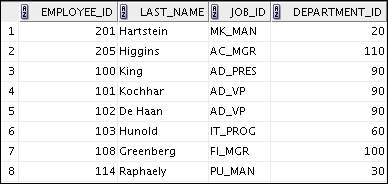 EMPLOYEE_ID LAST_NAME JOB_ID DEPARTMENT_ID
1 201 Hartstein MK_MAN 20
2 205 Higgins AC_MGR 110
3 100 King AD_PRES 90
4 101 Kochhar AD_VP 90
5 102 De Haan AD_VP 90
6 103 Hunold IT_PROG 60
7 108 Greenberg FI_MGR 100
8 114 Raphaely PU_MAN 30